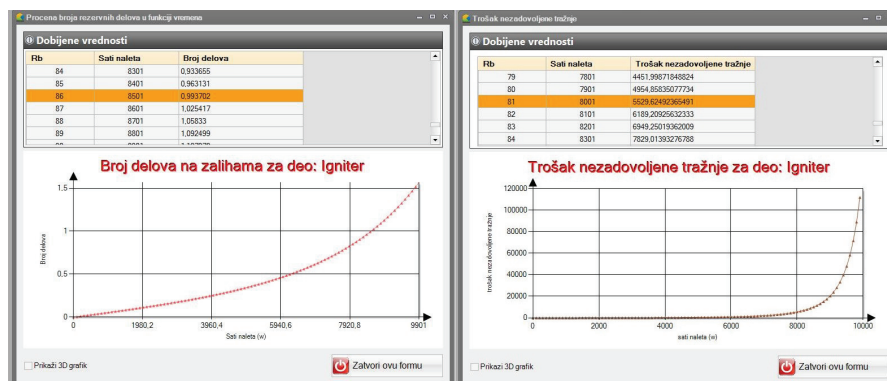 Procena broja rezervnih delova u funkciji vremena
Dobijene vrednosti
Rb Sati naleta Broj delova
84 8301 0,933655
85 8401 0,963131
86 8501 0,993702
87 8601 1,025417
88 8701 1,05833
89 8801 1,092499
Broj delova na zalihama za deo: Igniter
1.5
1
0.5
0
Broj delova
0 1980,2 3960,4 5940,6 7920,8 9901
Sati naleta (w)
Prikaži 3D grafik
Zatvori ovu formu
Trošak nezadovoljene tražnje
Dobijene vrednosti
Rb Sati naleta Trošak nezadovoljene tražnje
79 7801 4451,99871848824
80 7901 4954,85835077734
81 8001 5529,62492365491
82 8101 6189,20925632333
83 8201 6949,25019362009
84 8301 7829,01393276788
Trošak nezadovoljene tražnje za deo: Igniter
120000
100000
80000
60000
40000
20000
0
trošak nezadovoljene tražnje
0 2000 4000 6000 8000 10000
sati naleta (w)
Prikazi 3D grafik
Zatvori ovu formu